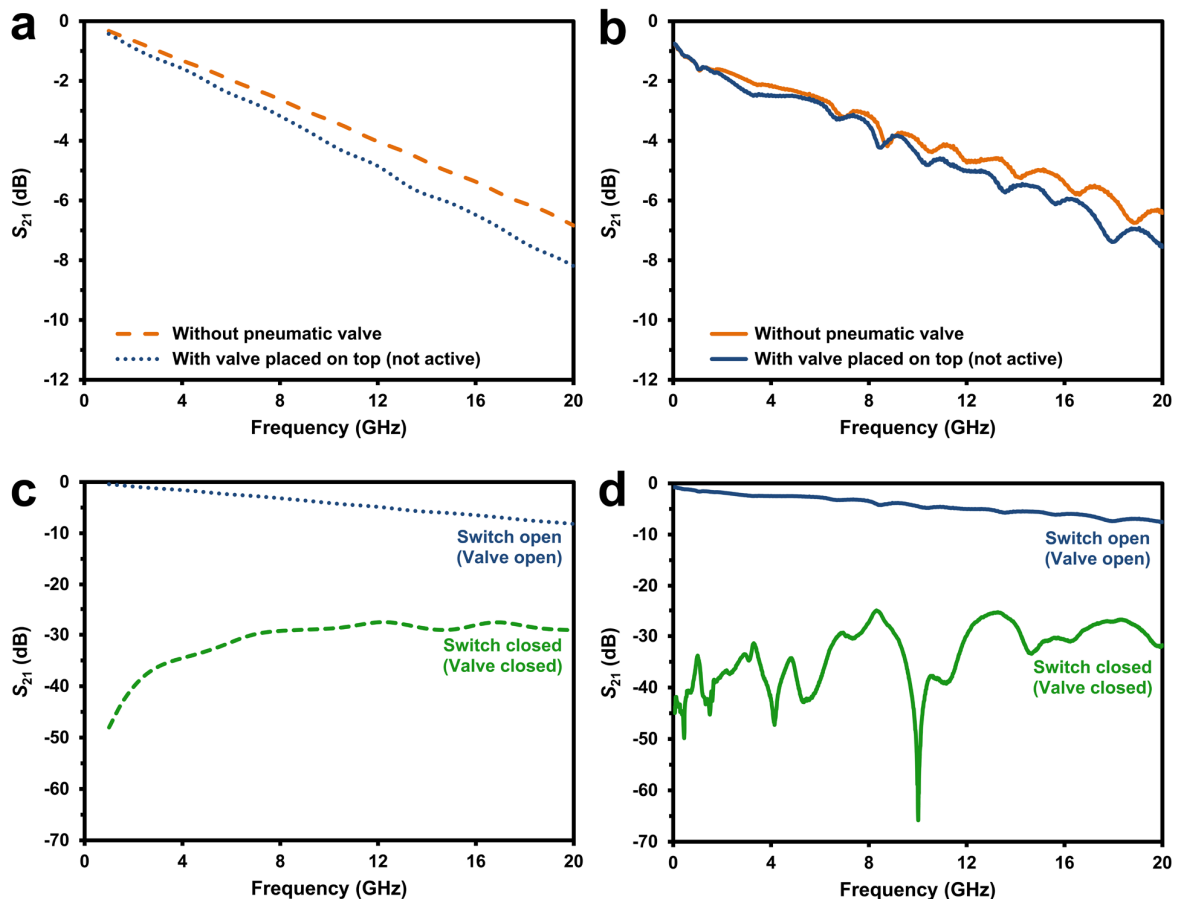 a
0
-2
-4
-6
-8
-10
-12
S21 (dB)
Without pneumatic valve
With valve placed on top (not active)
0 4 8 12 16 20
Frequency (GHz)
b
0
-2
-4
-6
-8
-10
-12
S21 (dB)
Without pneumatic valve
With valve placed on top (not active)
0 4 8 12 16 20
Frequency (GHz)
c
0
-10
-20
-30
-40
-50
-60
-70
S21 (dB)
Switch open
(Valve open)
Switch closed
(Valve closed)
0 4 8 12 16 20
Frequency (GHz)
d
0
-10
-20
-30
-40
-50
-60
-70
S21 (dB)
Switch open
(Valve open)
Switch closed
(Valve closed)
0 4 8 12 16 20
Frequency (GHz)